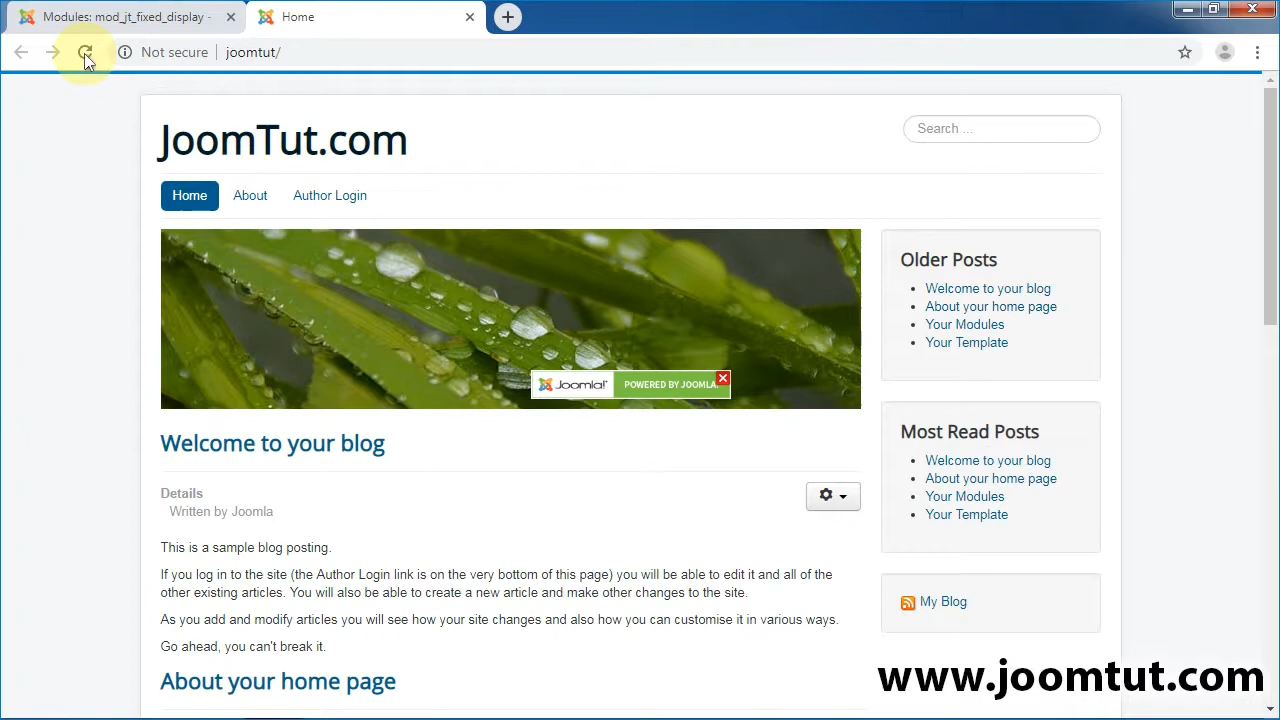 Modules: mod_jt_fixed_display -
Home
Not secure
joomtut/
JoomTut.com
Search ...
Home
About
Author Login
Joomla!
POWERED BY JOOMLA!
Older Posts
Welcome to your blog
About your home page
Your Modules
Your Template
Welcome to your blog
Most Read Posts
Welcome to your blog
About your home page
Your Modules
Your Template
Details
Written by Joomla
This is a sample blog posting.
If you log in to the site (the Author Login link is on the very bottom of this page) you will be able to edit it and all of the
other existing articles. You will also be able to create a new article and make other changes to the site.
As you add and modify articles you will see how your site changes and also how you can customise it in various ways.
Go ahead, you can't break it.
My Blog
About your home page
www.joomtut.com